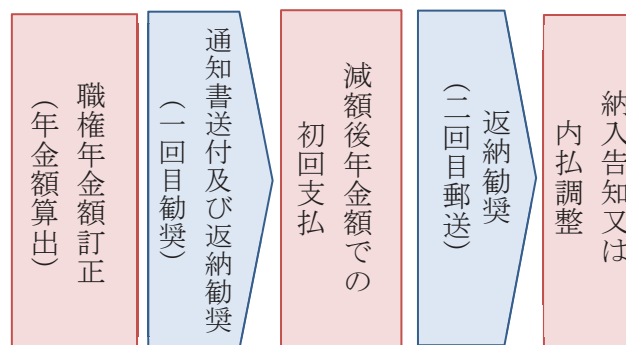 職権年金額訂正
（年金額算出）
通知書送付及び返納勧奨
（一回目勧奨）
減額後年金額での
初回支払
返納勧奨
（二回目郵送）
納入告知又は
内払調整